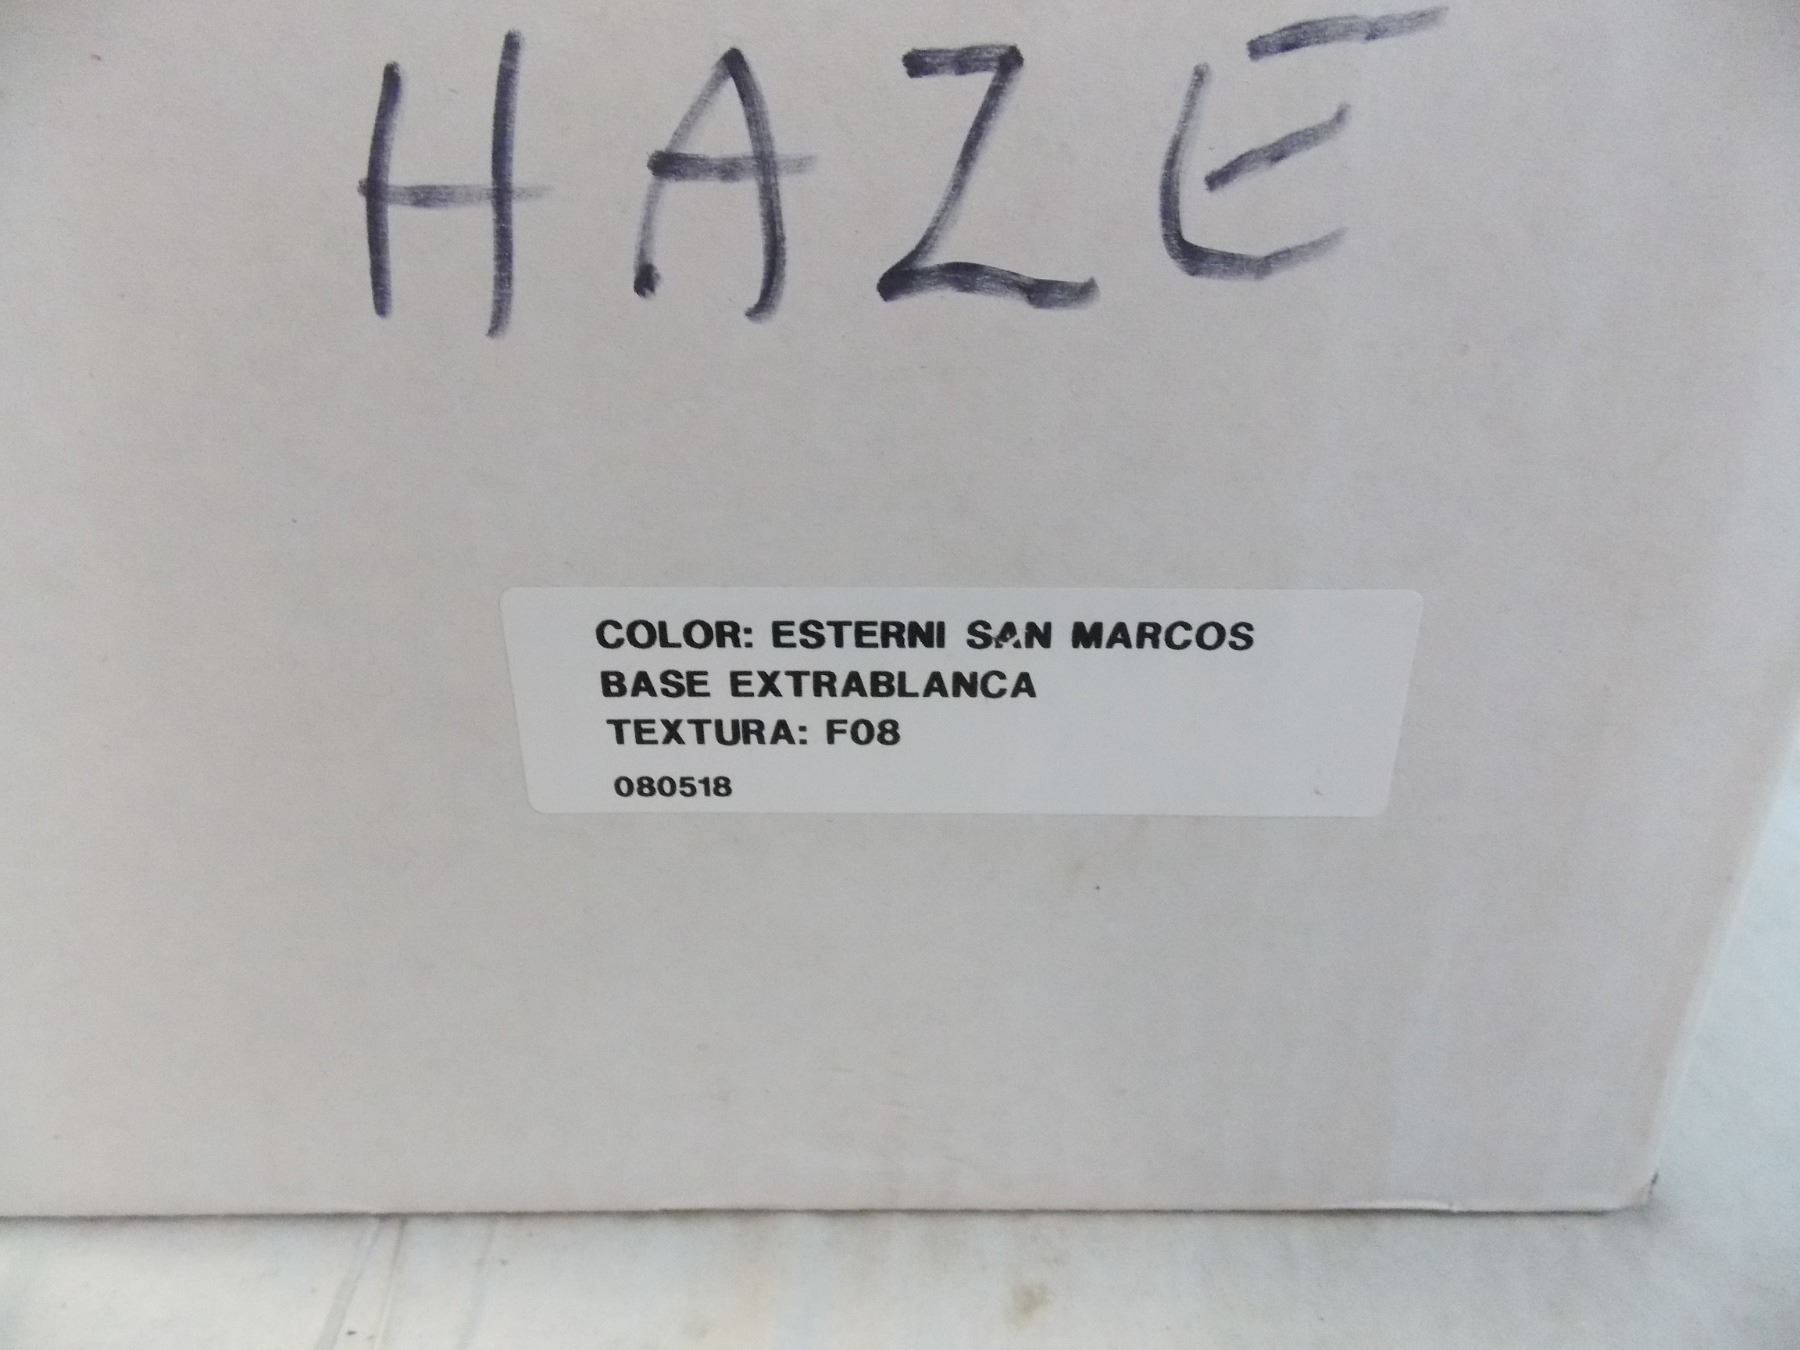 HAZE
COLOR: ESTERNI SAN MARCOS
BASE EXTRABLANCA
TEXTURA: F08
080518